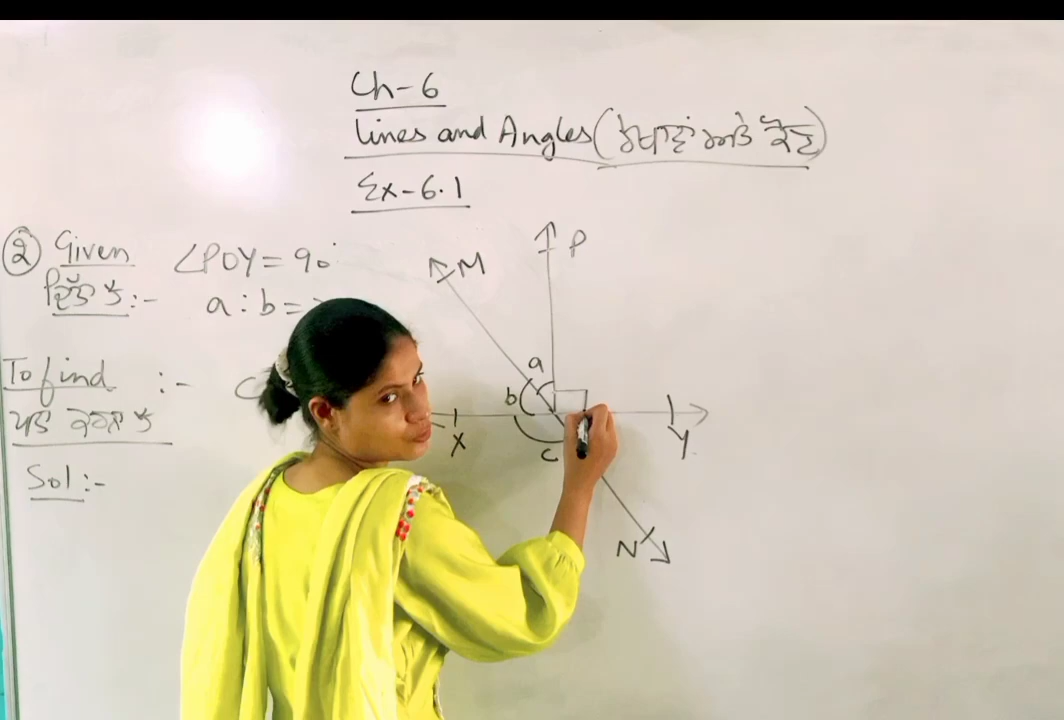 Ch-6
Lines and Angles (ਰੇਖਾਵਾਂ ਅਤੇ ਕੋਣ)
Ex-6.1
② Given ∠POY = 90°
ਦਿੱਤਾ ਹੈ:- a : b =
To find :- C
ਪਤਾ ਕਰਨਾ ਹੈ
Sol :-
M
P
a
b
X
c
Y
N